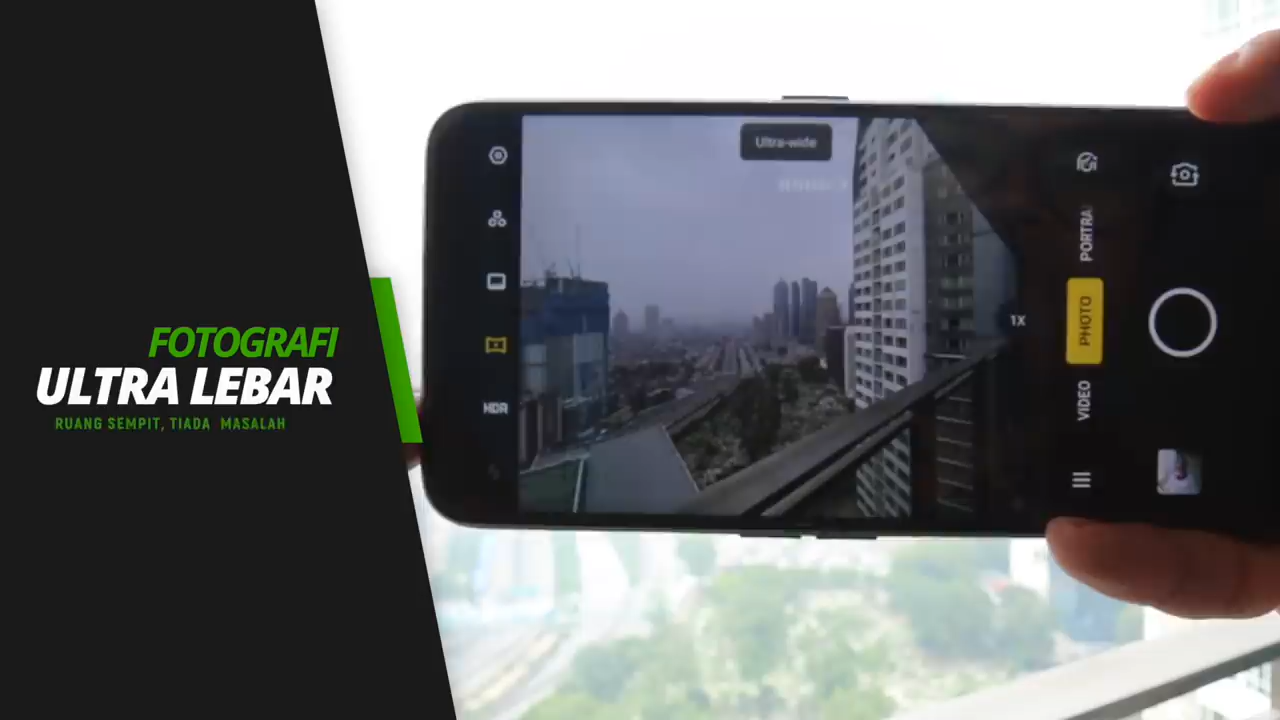 FOTOGRAFI
ULTRA LEBAR
RUANG SEMPIT, TIADA MASALAH
Ultra-wide
HDR
1X
PORTRA
PHOTO
VIDEO